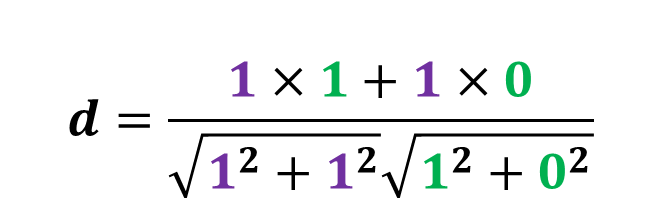 d = (1 × 1 + 1 × 0) / (√(1² + 1²) √(1² + 0²))